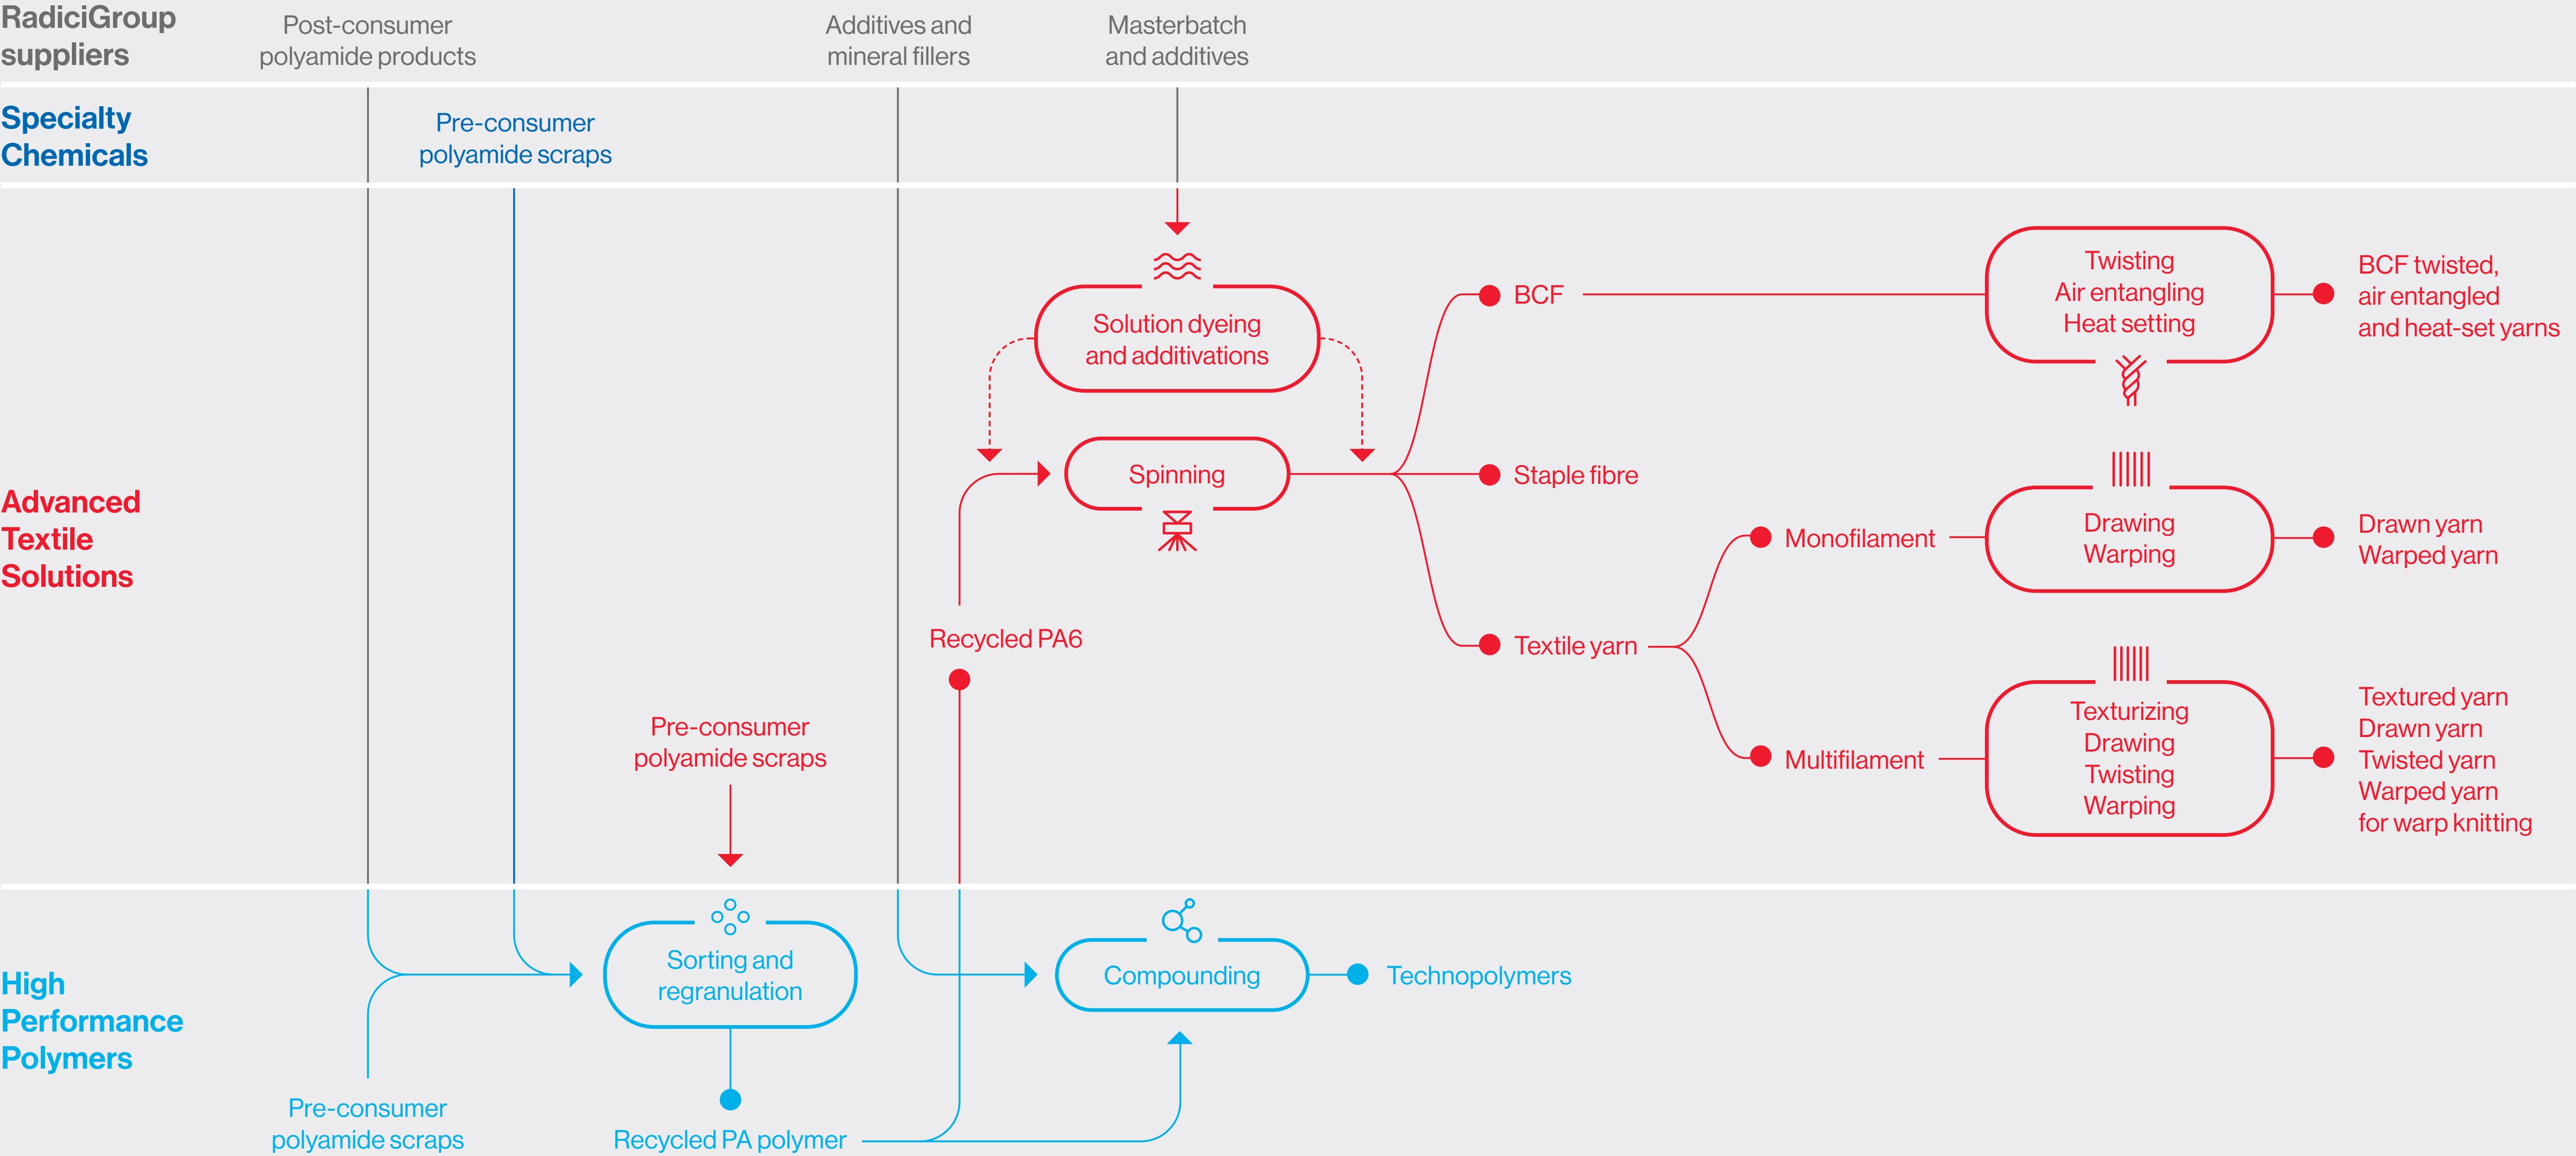 RadiciGroup
suppliers
Post-consumer
polyamide products
Additives and
mineral fillers
Masterbatch
and additives
Specialty
Chemicals
Pre-consumer
polyamide scraps
Advanced
Textile
Solutions
Solution dyeing
and additivations
Spinning
Recycled PA6
Pre-consumer
polyamide scraps
BCF
Staple fibre
Textile yarn
Monofilament
Multifilament
Twisting
Air entangling
Heat setting
BCF twisted,
air entangled
and heat-set yarns
Drawing
Warping
Drawn yarn
Warped yarn
Texturizing
Drawing
Twisting
Warping
Textured yarn
Drawn yarn
Twisted yarn
Warped yarn
for warp knitting
High
Performance
Polymers
Sorting and
regranulation
Compounding
Technopolymers
Pre-consumer
polyamide scraps
Recycled PA polymer